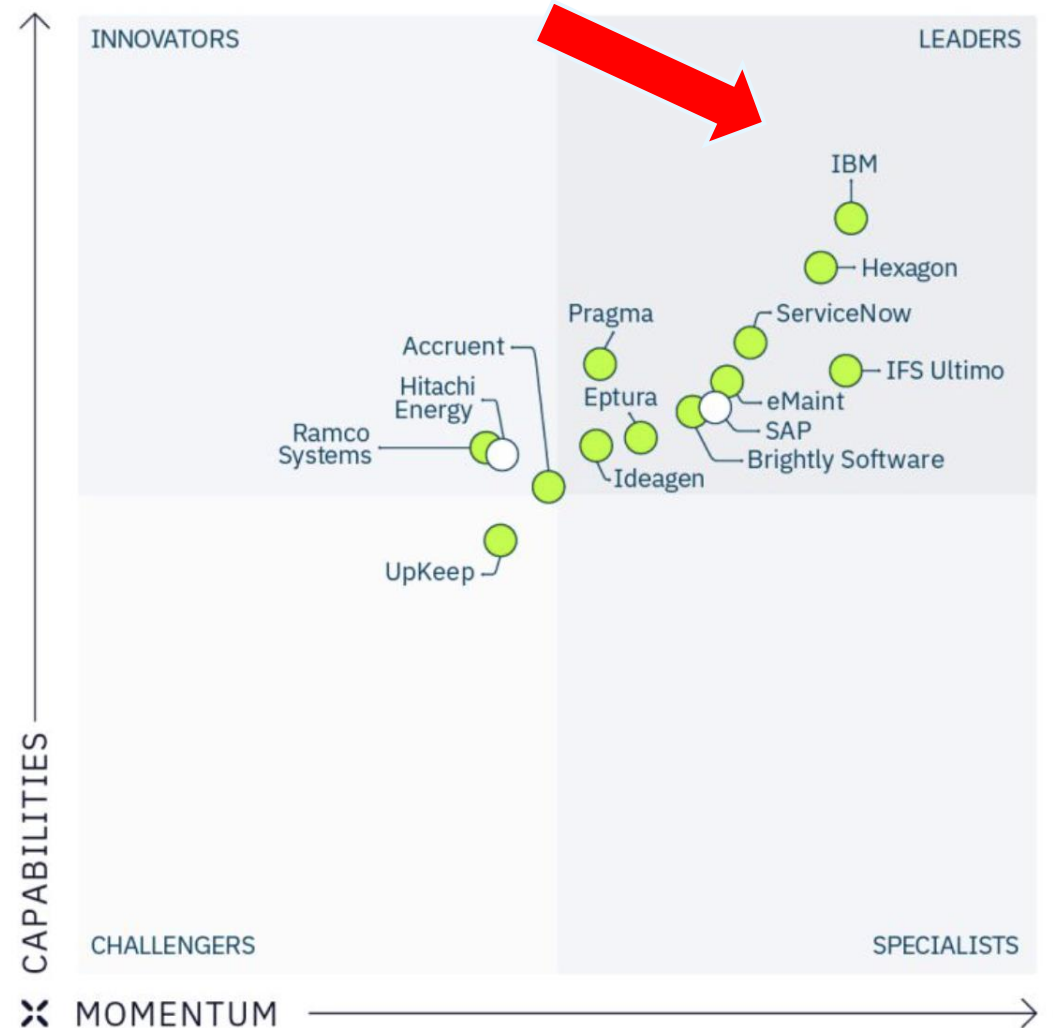 INNOVATORS
LEADERS
IBM
Hexagon
Pragma
ServiceNow
Accruent
IFS Ultimo
Hitachi
Energy
Eptura
eMaint
Ramco
Systems
SAP
Brightly Software
Ideagen
UpKeep
CHALLENGERS
SPECIALISTS
CAPABILITIES
MOMENTUM